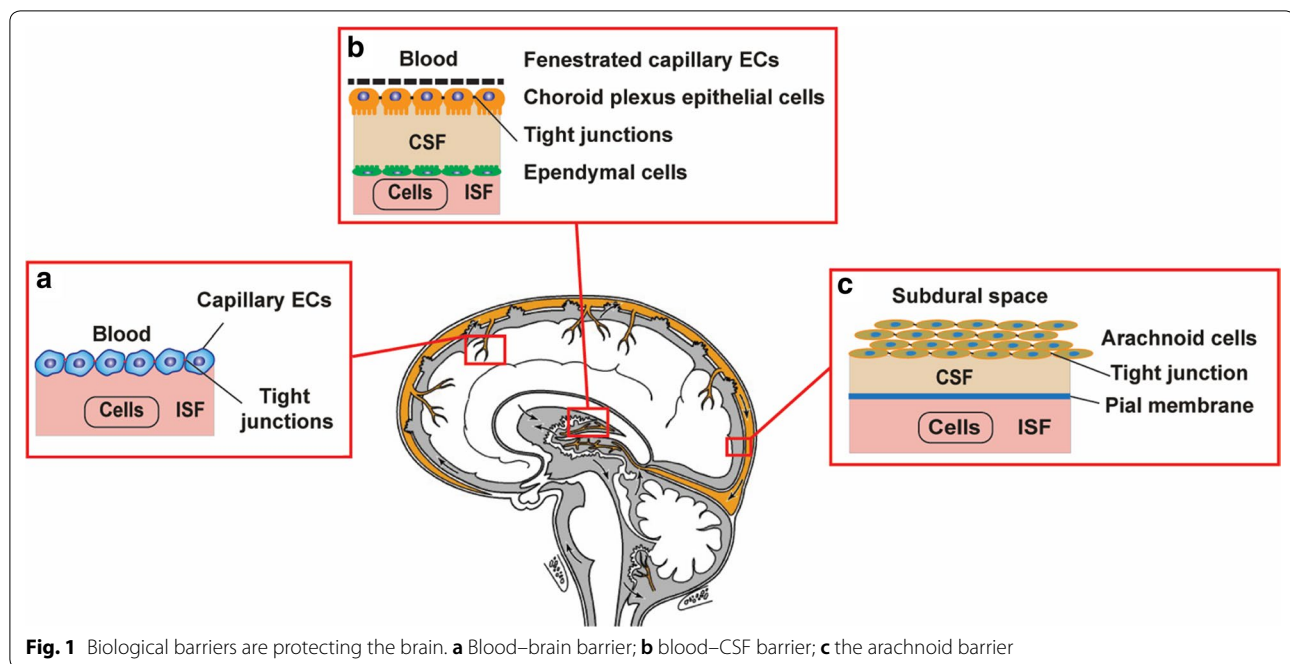 b
Blood
Fenestrated capillary ECs
Choroid plexus epithelial cells
Tight junctions
CSF
Ependymal cells
Cells
ISF
a
Capillary ECs
Blood
Tight
junctions
Cells
ISF
c
Subdural space
Arachnoid cells
Tight junction
CSF
Pial membrane
Cells
ISF
Fig. 1 Biological barriers are protecting the brain. a Blood–brain barrier; b blood–CSF barrier; c the arachnoid barrier